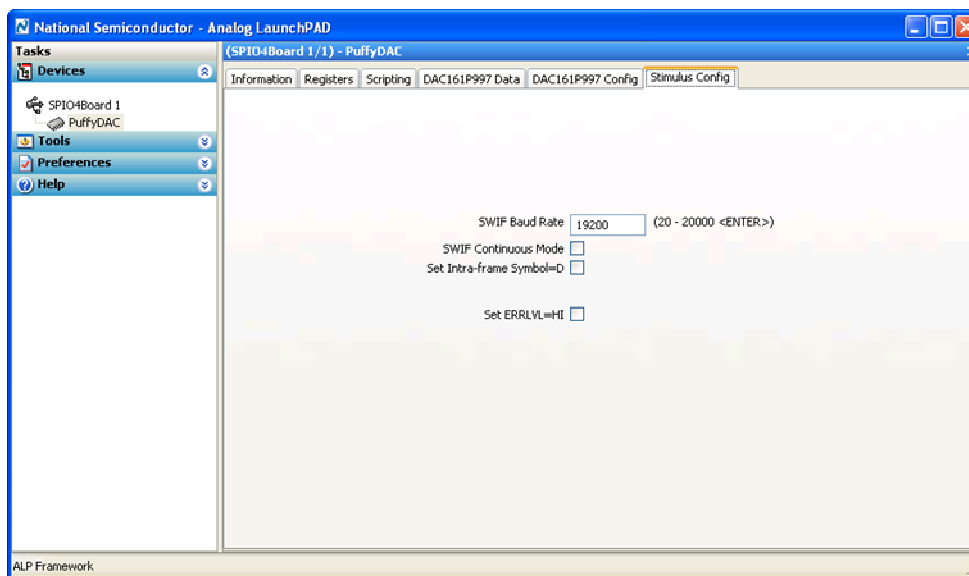 National Semiconductor - Analog LaunchPAD
Tasks
(SPIO4Board 1/1) - PuffyDAC
Devices
Information Registers Scripting DAC161P997 Data DAC161P997 Config Stimulus Config
SPIO4Board 1
PuffyDAC
Tools
Preferences
Help
SWIF Baud Rate 19200 (20 - 20000 <ENTER>)
SWIF Continuous Mode
Set Intra-frame Symbol=D
Set ERRLVL=HI
ALP Framework